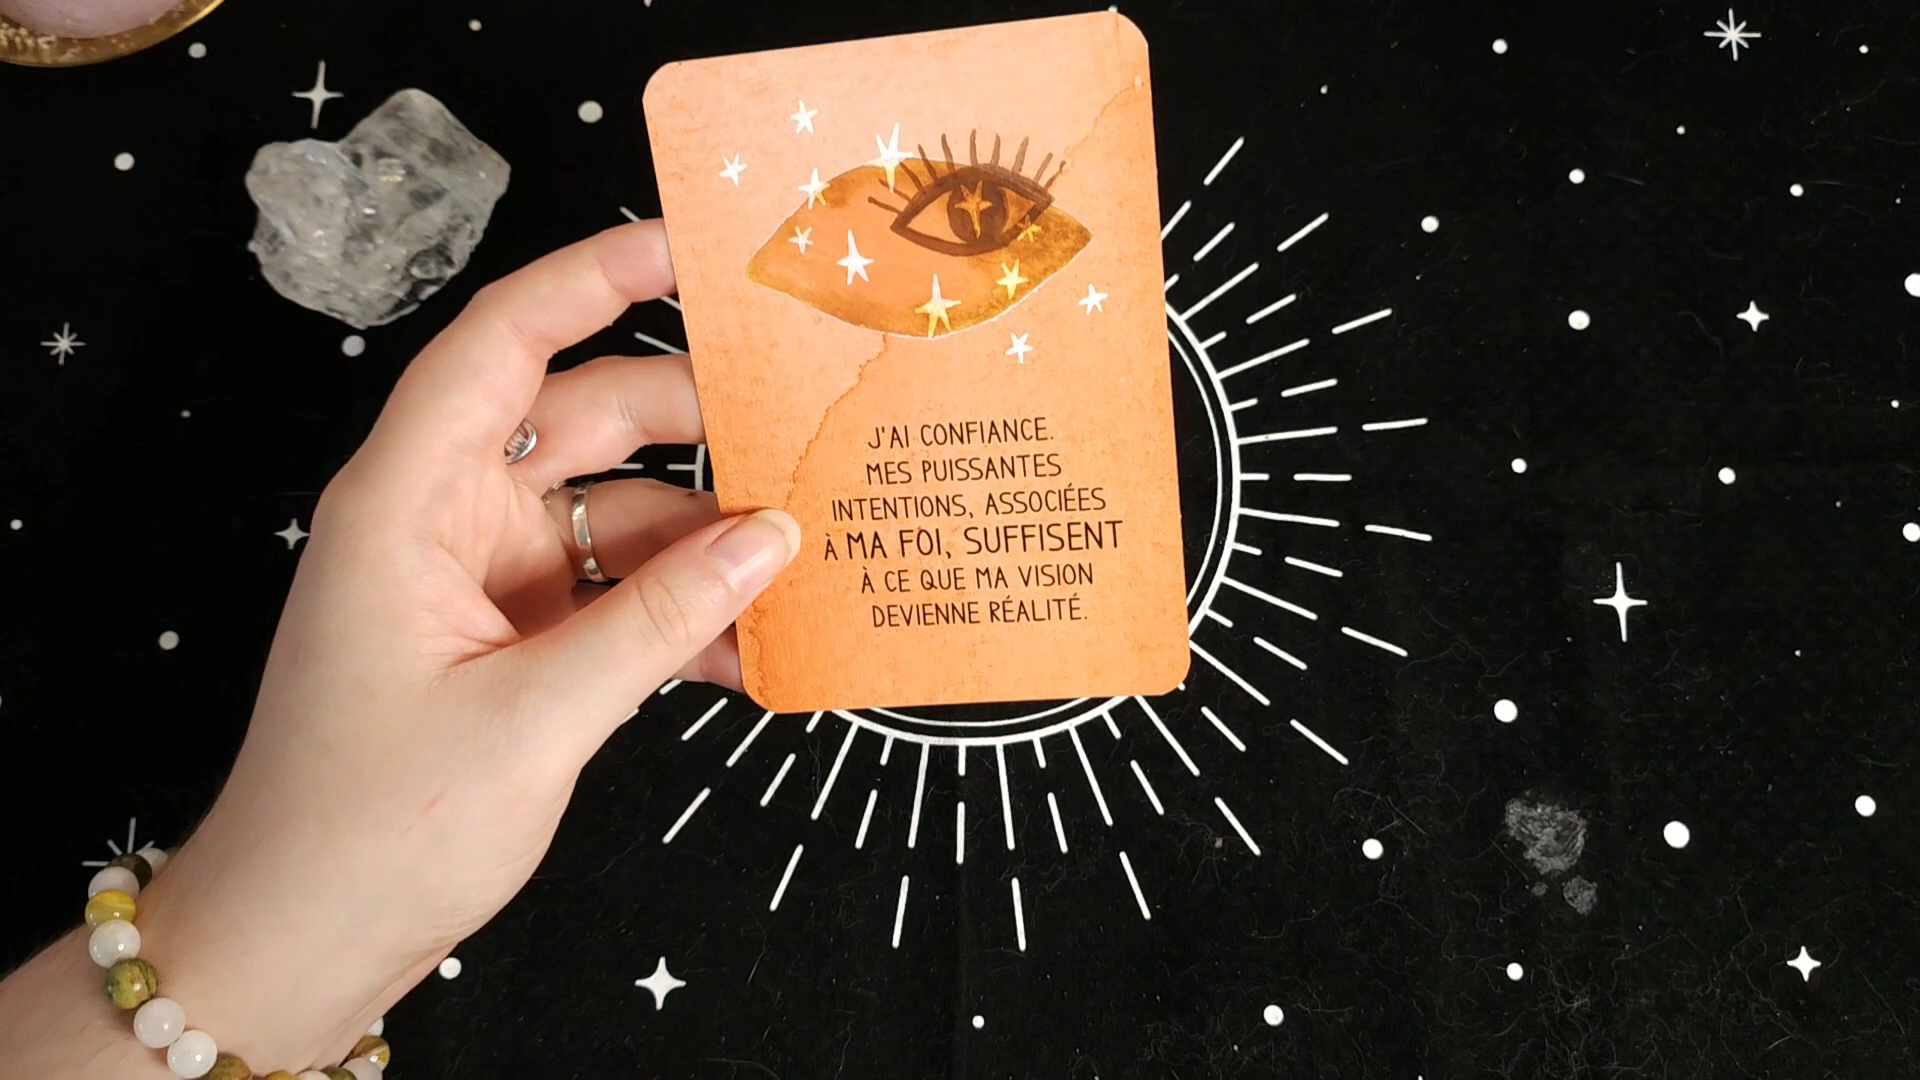 J'AI CONFIANCE.
MES PUISSANTES
INTENTIONS, ASSOCIÉES
À MA FOI, SUFFISENT
À CE QUE MA VISION
DEVIENNE RÉALITÉ.